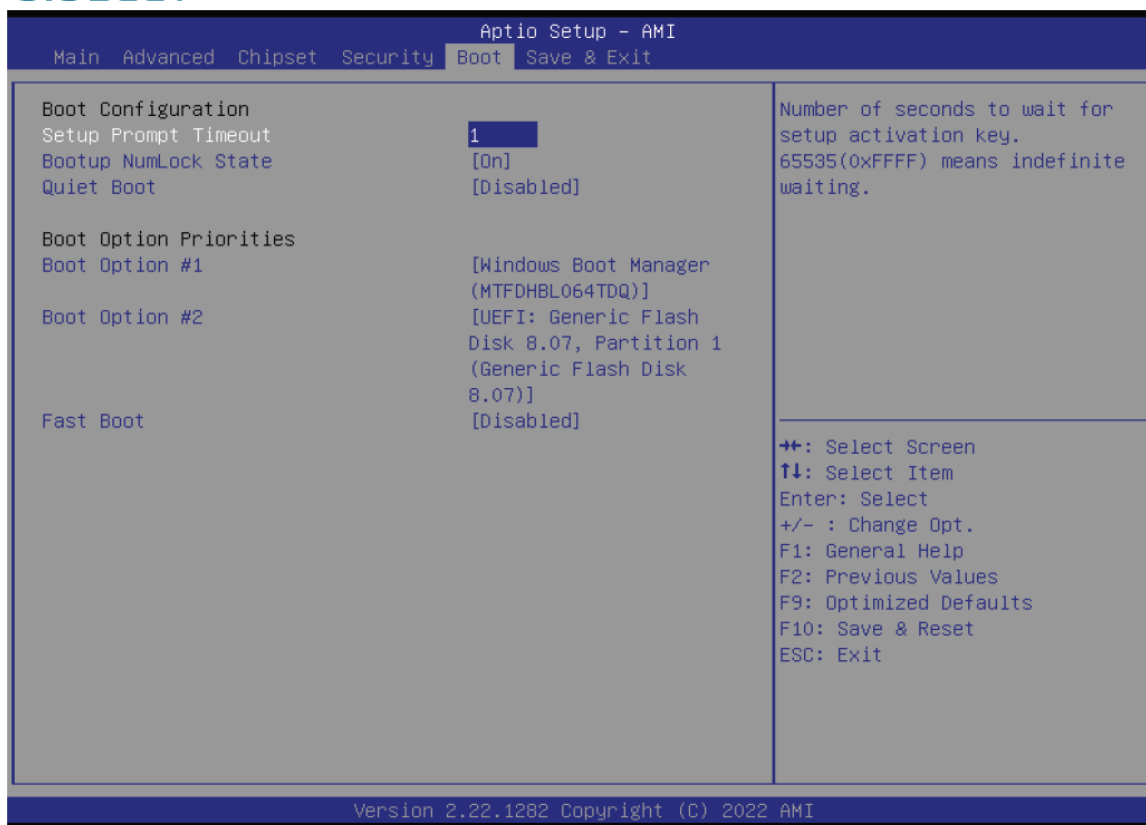 Aptio Setup – AMI
Main Advanced Chipset Security Boot Save & Exit
Boot Configuration
Setup Prompt Timeout 1
Bootup NumLock State [On]
Quiet Boot [Disabled]
Boot Option Priorities
Boot Option #1 [Windows Boot Manager
(MTFDHBL064TDQ)]
Boot Option #2 [UEFI: Generic Flash
Disk 8.07, Partition 1
(Generic Flash Disk
8.07)]
Fast Boot [Disabled]
Number of seconds to wait for
setup activation key.
65535(0xFFFF) means indefinite
waiting.
→←: Select Screen
↑↓: Select Item
Enter: Select
+/- : Change Opt.
F1: General Help
F2: Previous Values
F9: Optimized Defaults
F10: Save & Reset
ESC: Exit
Version 2.22.1282 Copyright (C) 2022 AMI